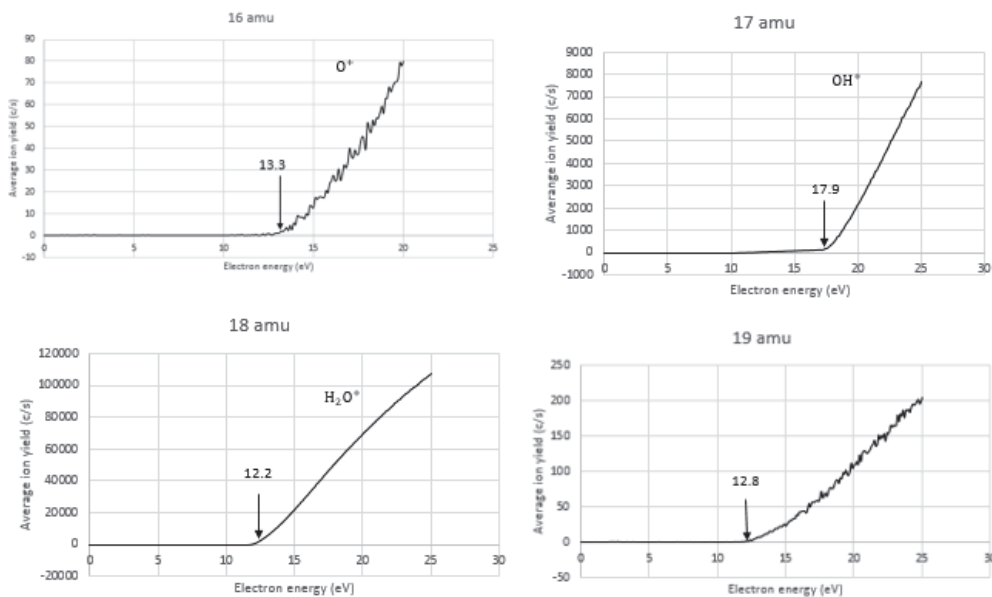 16 amu
Average ion yield (c/s)
90
80
70
60
50
40
30
20
10
0
-10
O⁺
13.3
0 5 10 15 20 25
Electron energy (eV)
17 amu
Averange ion yield (c/s)
9000
8000
7000
6000
5000
4000
3000
2000
1000
0
-1000
OH⁺
17.9
0 5 10 15 20 25 30
Electron energy (eV)
18 amu
Average ion yield (c/s)
120000
100000
80000
60000
40000
20000
0
-20000
H₂O⁺
12.2
0 5 10 15 20 25 30
Electron energy (eV)
19 amu
Average ion yield (c/s)
250
200
150
100
50
0
-50
12.8
0 5 10 15 20 25 30
Electron energy (eV)